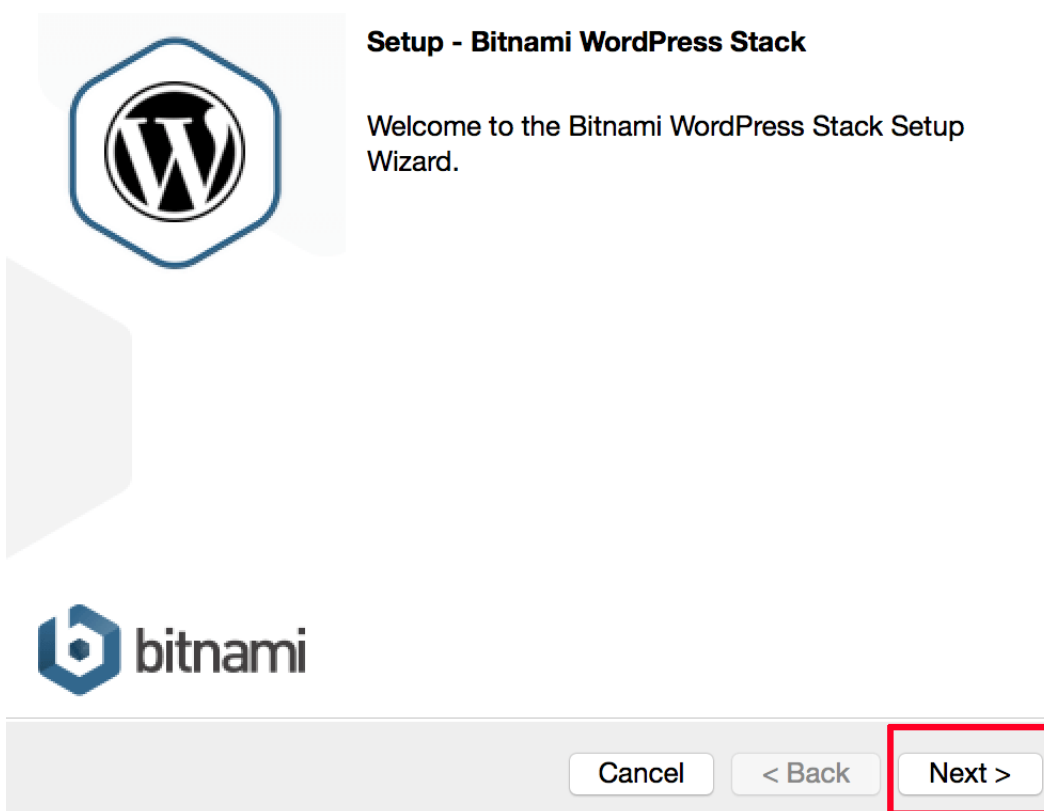 Setup - Bitnami WordPress Stack
Welcome to the Bitnami WordPress Stack Setup
Wizard.
bitnami
Cancel
< Back
Next >